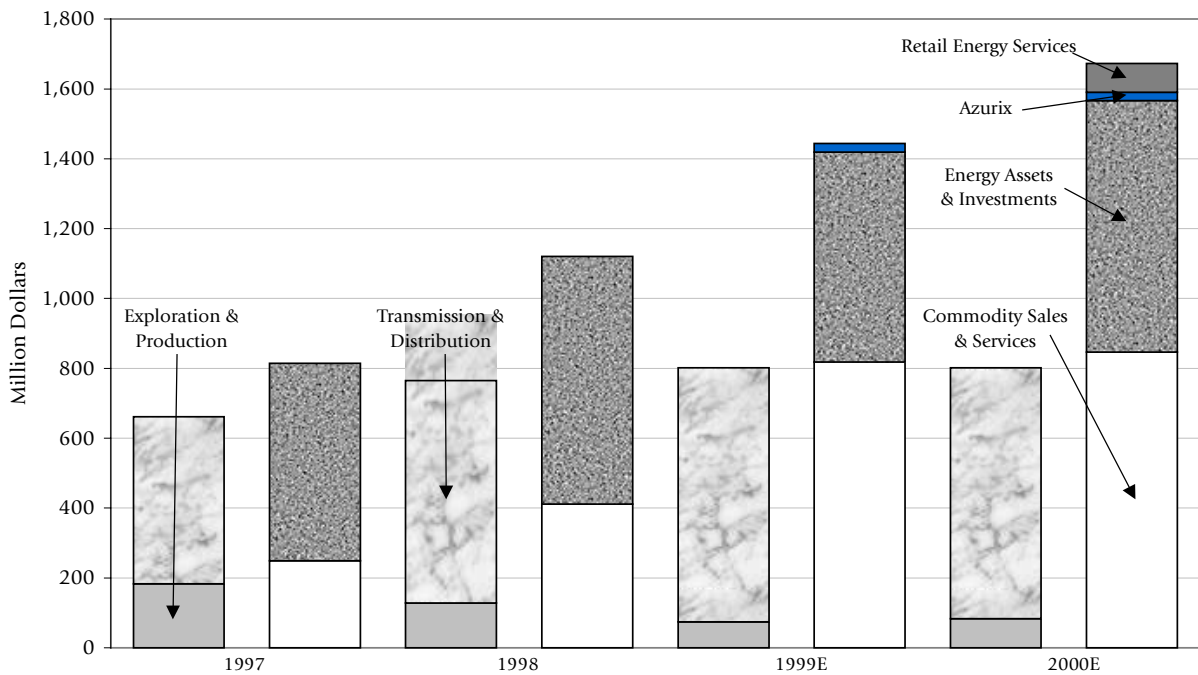 1,800
1,600
1,400
1,200
1,000
800
600
400
200
0
Million Dollars
Retail Energy Services
Azurix
Energy Assets
& Investments
Exploration &
Production
Transmission &
Distribution
Commodity Sales
& Services
1997
1998
1999E
2000E